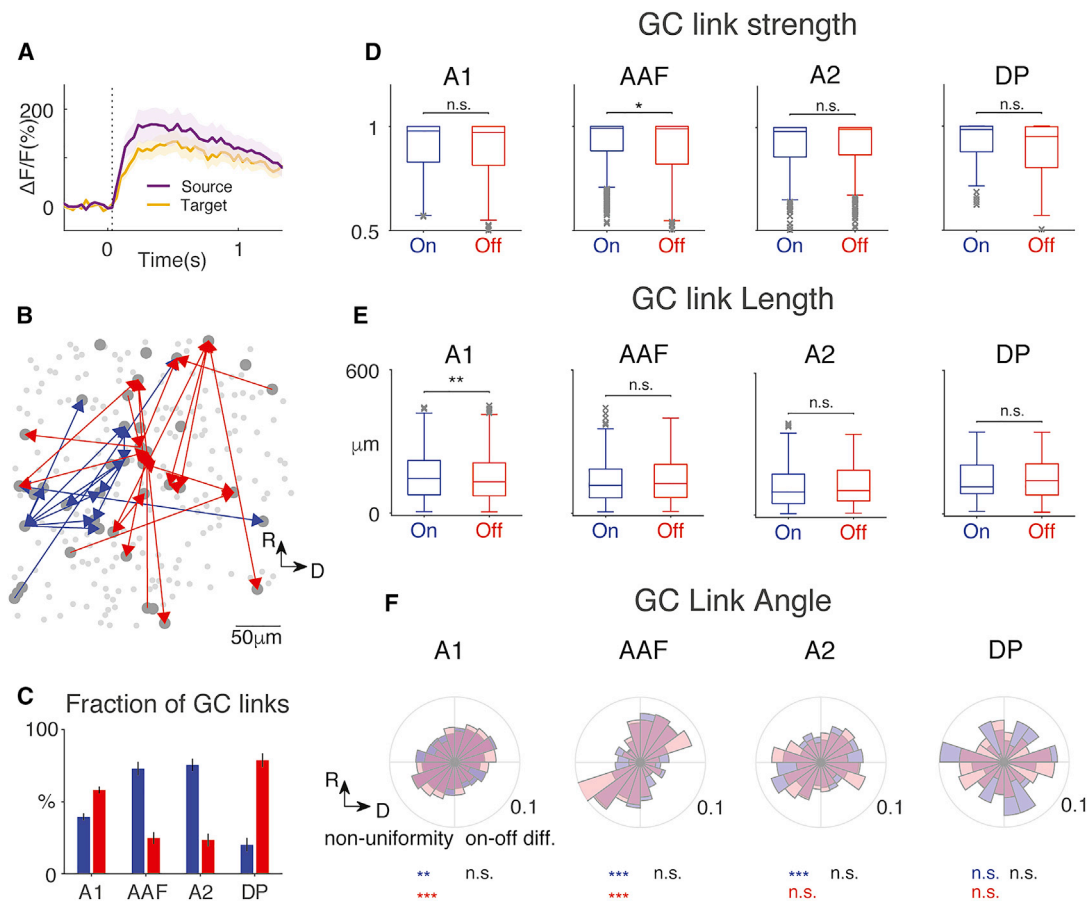 GC link strength
A
D
A1 AAF A2 DP
n.s. * n.s. n.s.
ΔF/F(%)
200
0
Source
Target
0 1
Time(s)
1
0.5
On Off On Off On Off On Off
GC link Length
B
E
A1 AAF A2 DP
600
μm
0
** n.s. n.s. n.s.
On Off On Off On Off On Off
R
D
50μm
F
GC Link Angle
A1 AAF A2 DP
C
Fraction of GC links
100
%
0
A1 AAF A2 DP
R
D
0.1 0.1 0.1 0.1
non-uniformity on-off diff.
** n.s. *** n.s. *** n.s. n.s. n.s.
*** *** n.s. n.s.